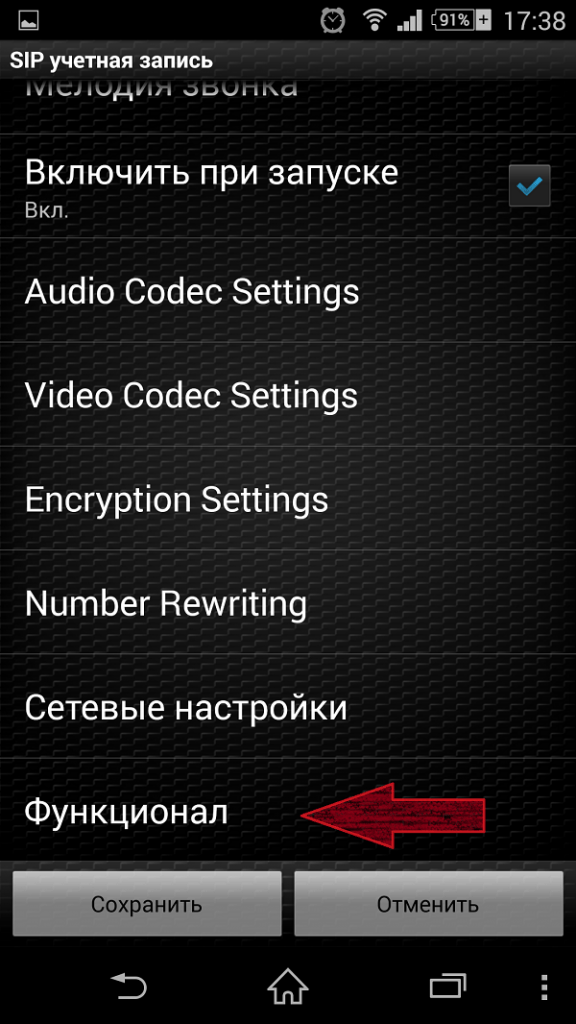 91%
17:38
SIP учетная запись
Мелодия звонка
Включить при запуске
Вкл.
Audio Codec Settings
Video Codec Settings
Encryption Settings
Number Rewriting
Сетевые настройки
Функционал
Сохранить
Отменить